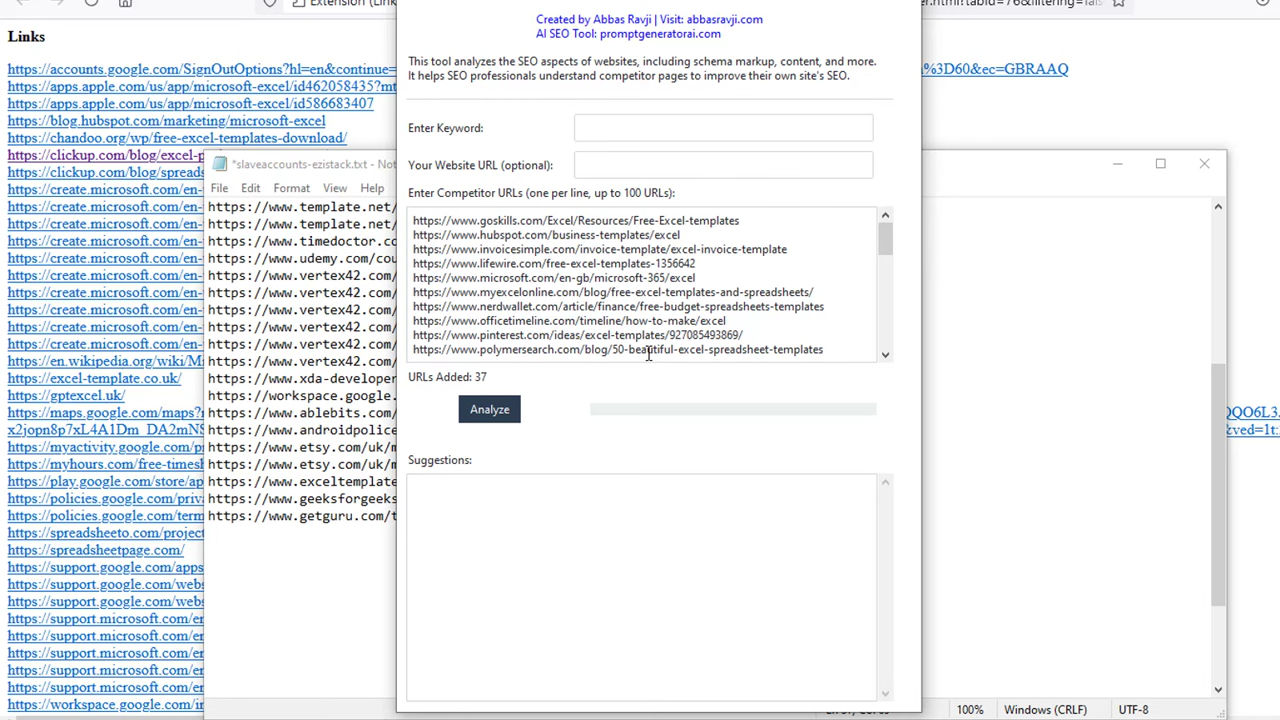 Extension (Link
Links
https://accounts.google.com/SignOutOptions?hl=en&continue=
n%3D60&ec=GBRAAQ
https://apps.apple.com/us/app/microsoft-excel/id462058435?mt
https://apps.apple.com/us/app/microsoft-excel/id586683407
https://blog.hubspot.com/marketing/microsoft-excel
https://chandoo.org/wp/free-excel-templates-download/
https://clickup.com/blog/excel-p
https://clickup.com/blog/spreads
https://create.microsoft.com/en-
https://create.microsoft.com/en-
https://create.microsoft.com/en-
https://create.microsoft.com/en-
https://create.microsoft.com/en-
https://create.microsoft.com/en-
https://create.microsoft.com/en-
https://create.microsoft.com/en-
https://create.microsoft.com/en-
https://create.microsoft.com/en-
https://en.wikipedia.org/wiki/Mi
https://excel-template.co.uk/
https://gptexcel.uk/
https://maps.google.com/maps?
x2jopn8p7xL4A1Dm_DA2mNS
https://myactivity.google.com/p
https://myhours.com/free-timesh
https://play.google.com/store/ap
https://policies.google.com/priva
https://policies.google.com/term
https://spreadsheeto.com/project
https://spreadsheetpage.com/
https://support.google.com/apps
https://support.google.com/webs
https://support.google.com/webs
https://support.microsoft.com/en
https://support.microsoft.com/en
https://support.microsoft.com/en
https://support.microsoft.com/en
https://support.microsoft.com/en
https://workspace.google.com/in
*slaveaccounts-ezistack.txt - Not
File Edit Format View Help
https://www.template.net/
https://www.template.net/
https://www.timedoctor.co
https://www.udemy.com/cou
https://www.vertex42.com/
https://www.vertex42.com/
https://www.vertex42.com/
https://www.vertex42.com/
https://www.vertex42.com/
https://www.vertex42.com/
https://www.xda-developer
https://workspace.google.
https://www.ablebits.com/
https://www.androidpolice
https://www.etsy.com/uk/m
https://www.etsy.com/uk/m
https://www.exceltemplate
https://www.geeksforgeeks
https://www.getguru.com/t
100% Windows (CRLF) UTF-8
Created by Abbas Ravji | Visit: abbasravji.com
AI SEO Tool: promptgeneratorai.com
This tool analyzes the SEO aspects of websites, including schema markup, content, and more.
It helps SEO professionals understand competitor pages to improve their own site's SEO.
Enter Keyword:
Your Website URL (optional):
Enter Competitor URLs (one per line, up to 100 URLs):
https://www.goskills.com/Excel/Resources/Free-Excel-templates
https://www.hubspot.com/business-templates/excel
https://www.invoicesimple.com/invoice-template/excel-invoice-template
https://www.lifewire.com/free-excel-templates-1356642
https://www.microsoft.com/en-gb/microsoft-365/excel
https://www.myexcelonline.com/blog/free-excel-templates-and-spreadsheets/
https://www.nerdwallet.com/article/finance/free-budget-spreadsheets-templates
https://www.officetimeline.com/timeline/how-to-make/excel
https://www.pinterest.com/ideas/excel-templates/927085493869/
https://www.polymersearch.com/blog/50-beautiful-excel-spreadsheet-templates
URLs Added: 37
Analyze
Suggestions: